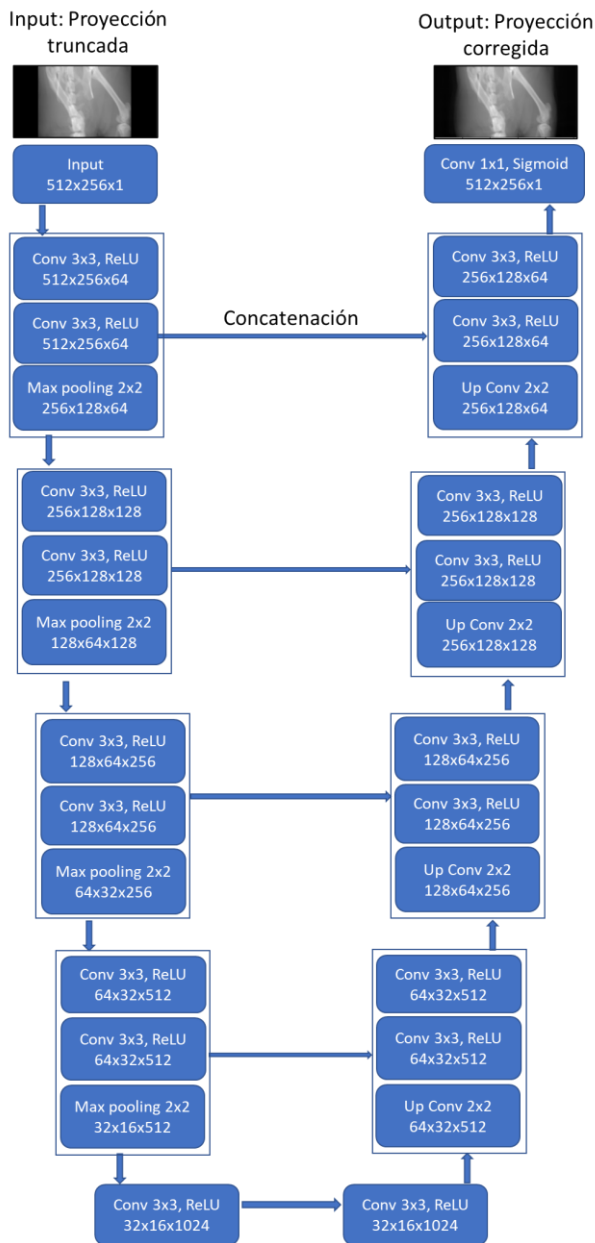 Input: Proyección
truncada
Input
512x256x1
Conv 3x3, ReLU
512x256x64
Conv 3x3, ReLU
512x256x64
Max pooling 2x2
256x128x64
Conv 3x3, ReLU
256x128x128
Conv 3x3, ReLU
256x128x128
Max pooling 2x2
128x64x128
Conv 3x3, ReLU
128x64x256
Conv 3x3, ReLU
128x64x256
Max pooling 2x2
64x32x256
Conv 3x3, ReLU
64x32x512
Conv 3x3, ReLU
64x32x512
Max pooling 2x2
32x16x512
Conv 3x3, ReLU
32x16x1024
Concatenación
Output: Proyección
corregida
Conv 1x1, Sigmoid
512x256x1
Conv 3x3, ReLU
256x128x64
Conv 3x3, ReLU
256x128x64
Up Conv 2x2
256x128x64
Conv 3x3, ReLU
256x128x128
Conv 3x3, ReLU
256x128x128
Up Conv 2x2
256x128x128
Conv 3x3, ReLU
128x64x256
Conv 3x3, ReLU
128x64x256
Up Conv 2x2
128x64x256
Conv 3x3, ReLU
64x32x512
Conv 3x3, ReLU
64x32x512
Up Conv 2x2
64x32x512
Conv 3x3, ReLU
32x16x1024